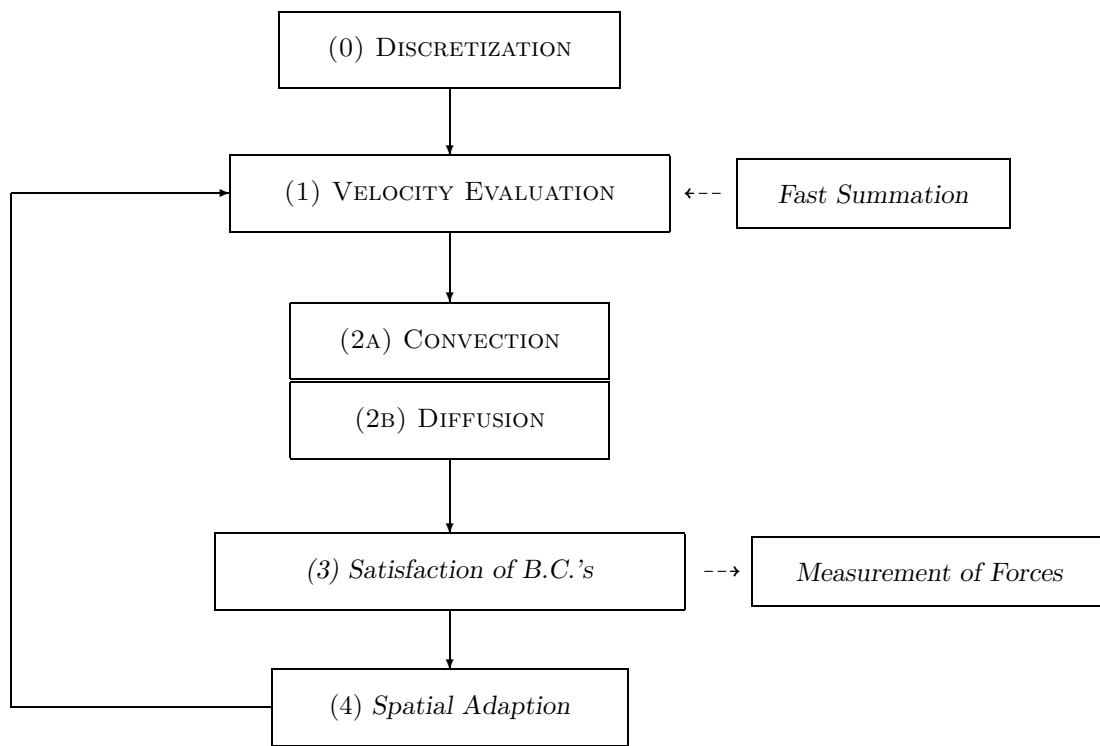 (0) Discretization
(1) Velocity Evaluation
Fast Summation
(2a) Convection
(2b) Diffusion
(3) Satisfaction of B.C.'s
Measurement of Forces
(4) Spatial Adaption